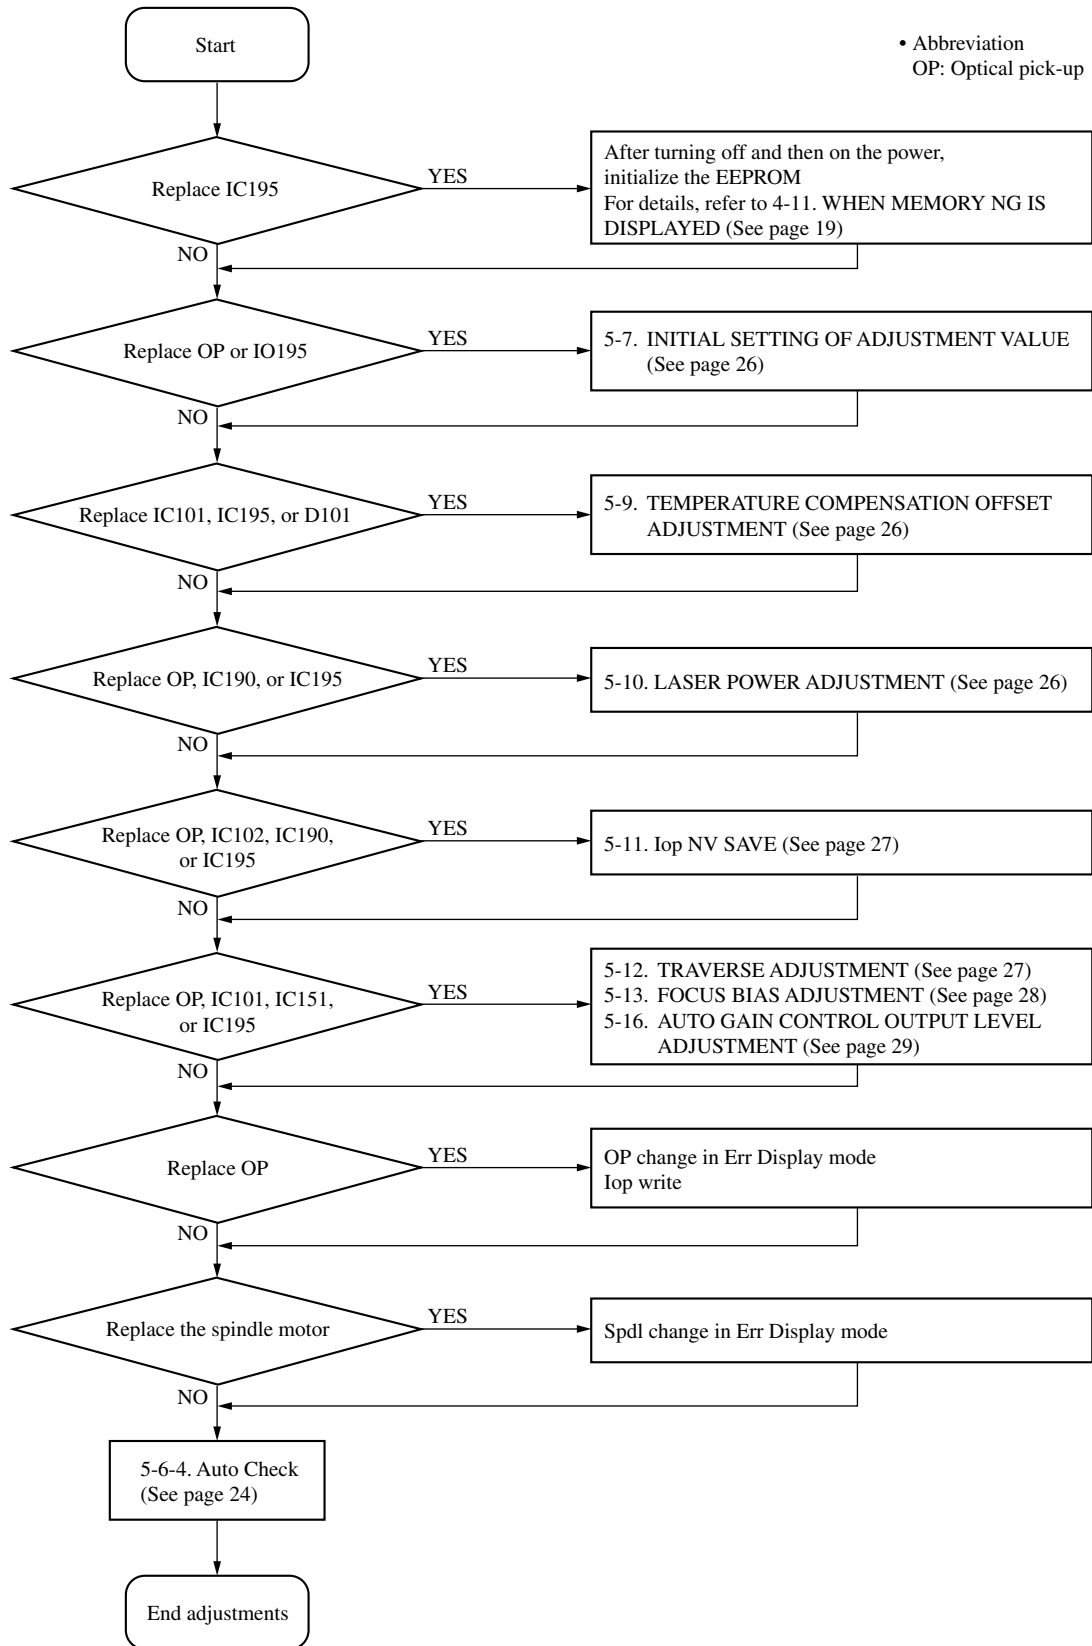 Start
• Abbreviation
OP: Optical pick-up
Replace IC195
YES
After turning off and then on the power,
initialize the EEPROM
For details, refer to 4-11. WHEN MEMORY NG IS
DISPLAYED (See page 19)
NO
Replace OP or IO195
YES
5-7. INITIAL SETTING OF ADJUSTMENT VALUE
(See page 26)
NO
Replace IC101, IC195, or D101
YES
5-9. TEMPERATURE COMPENSATION OFFSET
ADJUSTMENT (See page 26)
NO
Replace OP, IC190, or IC195
YES
5-10. LASER POWER ADJUSTMENT (See page 26)
NO
Replace OP, IC102, IC190,
or IC195
YES
5-11. Iop NV SAVE (See page 27)
NO
Replace OP, IC101, IC151,
or IC195
YES
5-12. TRAVERSE ADJUSTMENT (See page 27)
5-13. FOCUS BIAS ADJUSTMENT (See page 28)
5-16. AUTO GAIN CONTROL OUTPUT LEVEL
ADJUSTMENT (See page 29)
NO
Replace OP
YES
OP change in Err Display mode
Iop write
NO
Replace the spindle motor
YES
Spdl change in Err Display mode
NO
5-6-4. Auto Check
(See page 24)
End adjustments